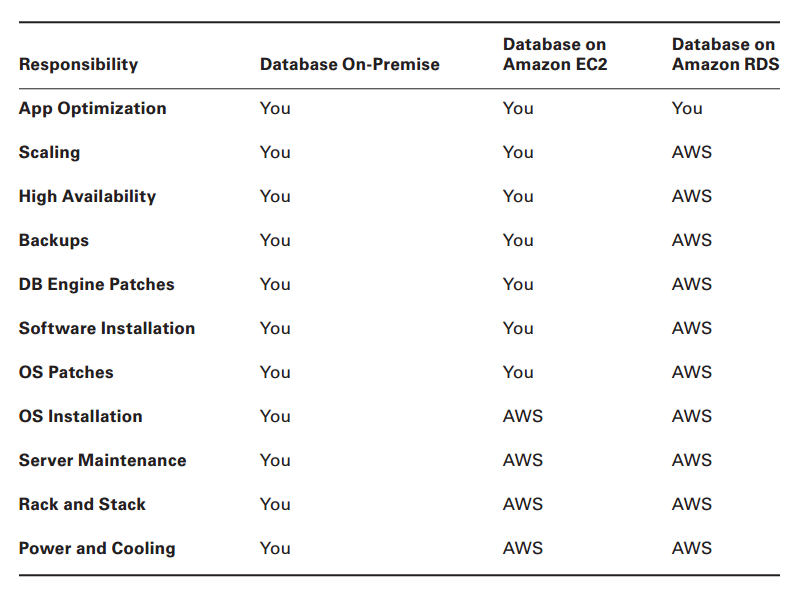 Responsibility Database On-Premise Database on Amazon EC2 Database on Amazon RDS
App Optimization You You You
Scaling You You AWS
High Availability You You AWS
Backups You You AWS
DB Engine Patches You You AWS
Software Installation You You AWS
OS Patches You You AWS
OS Installation You AWS AWS
Server Maintenance You AWS AWS
Rack and Stack You AWS AWS
Power and Cooling You AWS AWS